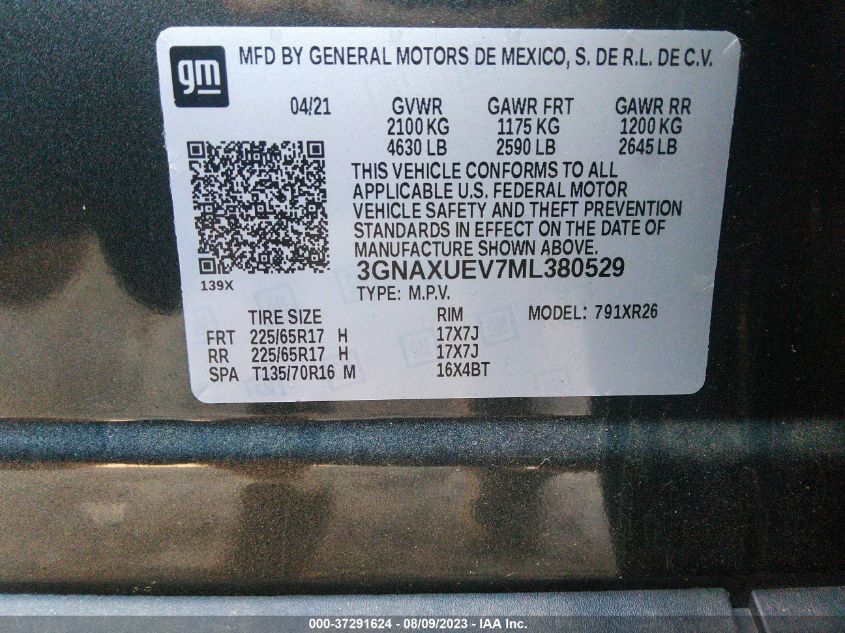 gm
MFD BY GENERAL MOTORS DE MEXICO, S. DE R.L. DE C.V.
04/21 GVWR GAWR FRT GAWR RR
2100 KG 1175 KG 1200 KG
4630 LB 2590 LB 2645 LB
THIS VEHICLE CONFORMS TO ALL
APPLICABLE U.S. FEDERAL MOTOR
VEHICLE SAFETY AND THEFT PREVENTION
STANDARDS IN EFFECT ON THE DATE OF
MANUFACTURE SHOWN ABOVE.
3GNAXUEV7ML380529
139X
TYPE: M.P.V.
TIRE SIZE RIM MODEL: 791XR26
FRT 225/65R17 H 17X7J
RR 225/65R17 H 17X7J
SPA T135/70R16 M 16X4BT
000-37291624 - 08/09/2023 - IAA Inc.